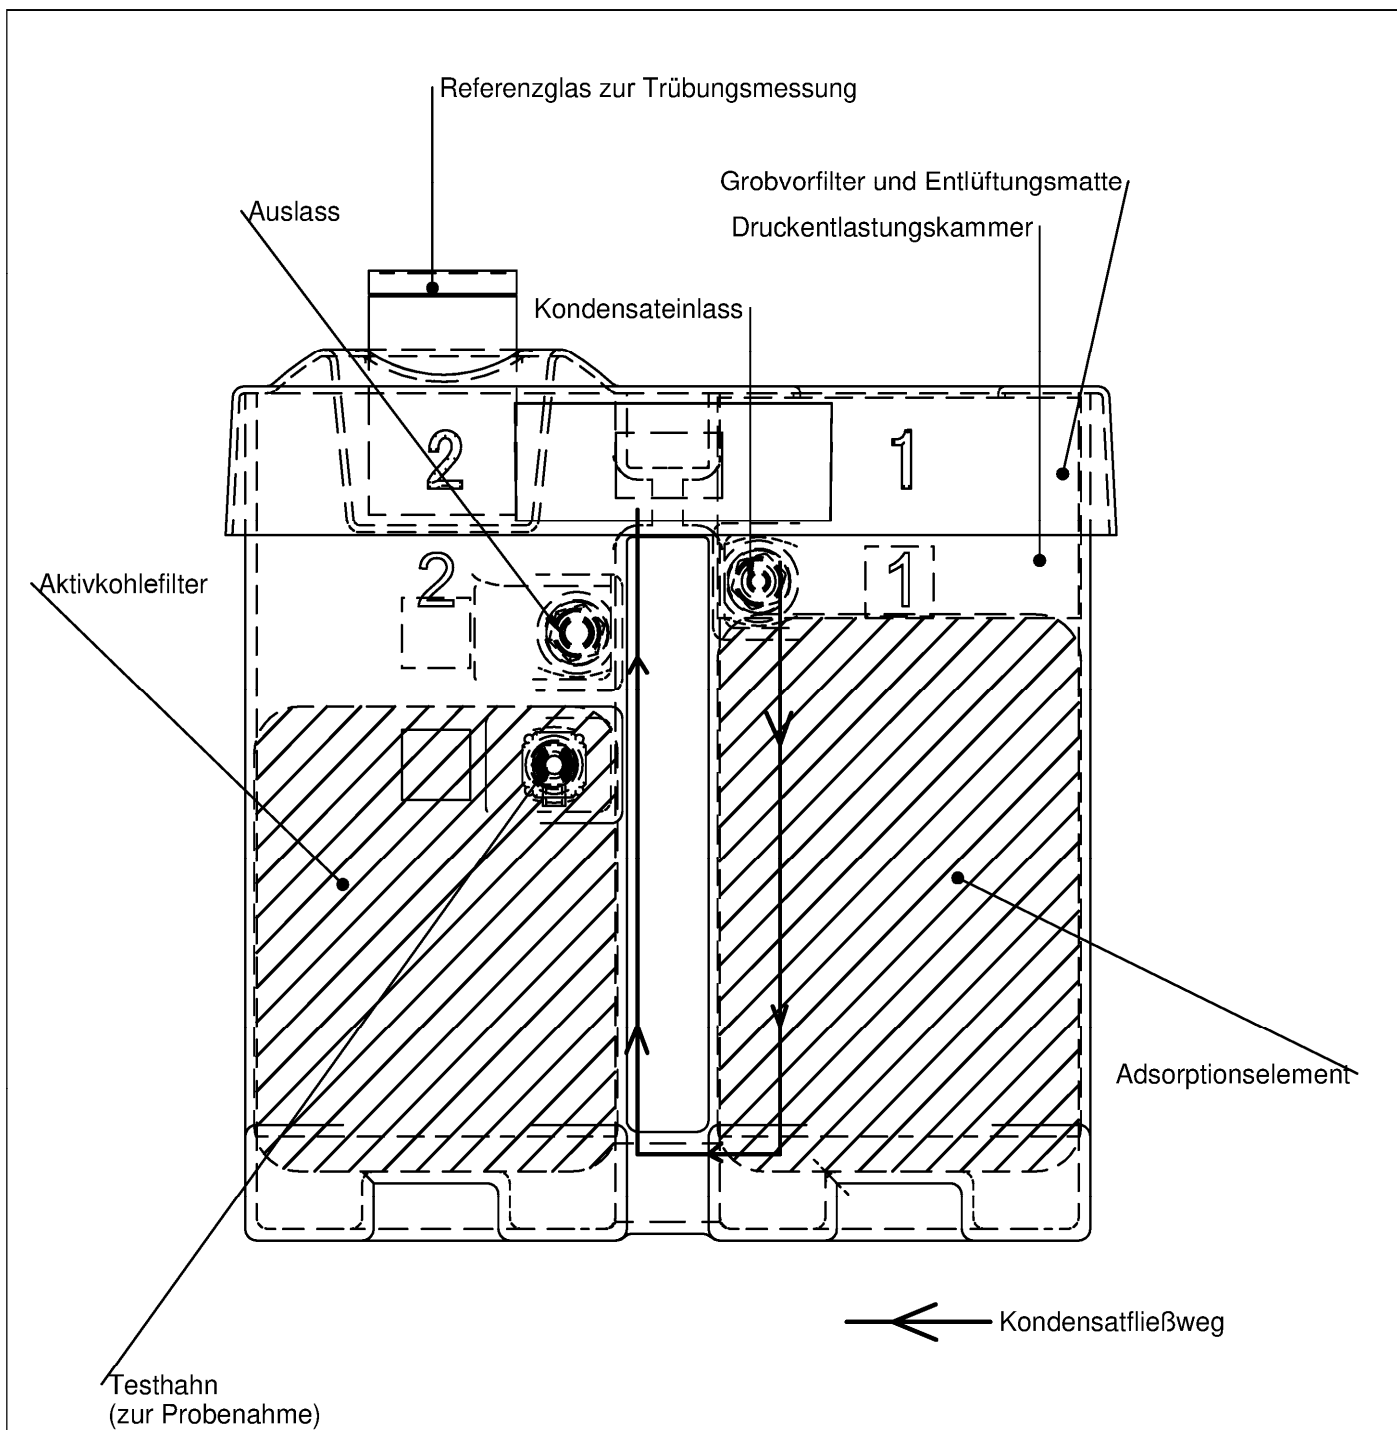 Referenzglas zur Trübungsmessung
Grobvorfilter und Entlüftungsmatte
Auslass
Druckentlastungskammer
Kondensateinlass
2
1
2
1
Aktivkohlefilter
Adsorptionselement
Kondensatfließweg
Testhahn
(zur Probenahme)